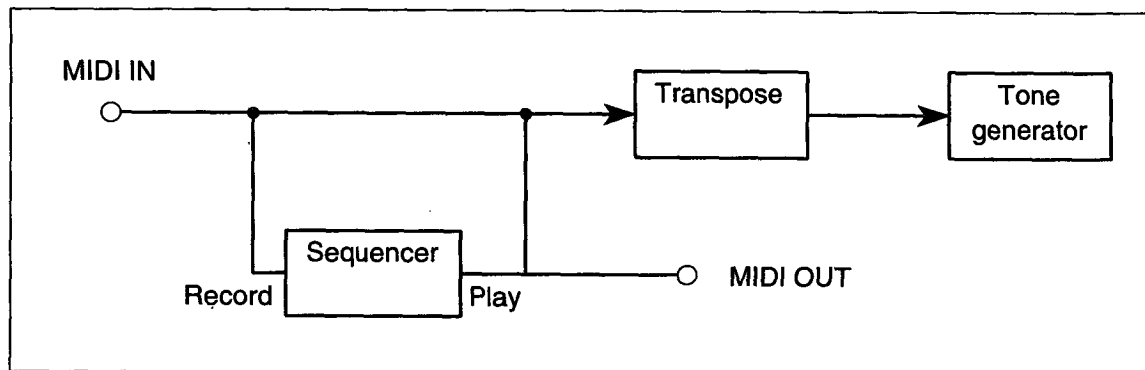 MIDI IN
Transpose
Tone
generator
Sequencer
Record
Play
MIDI OUT